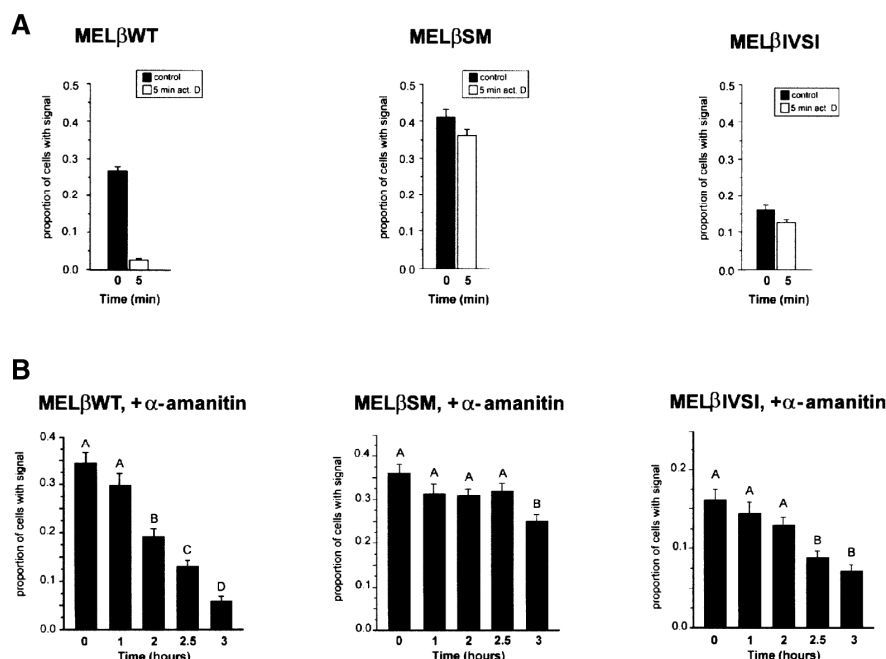 A
MELβWT
control
5 min act. D
proportion of cells with signal
0.4
0.3
0.2
0.1
0.0
0 5
Time (min)
MELβSM
control
5 min act. D
proportion of cells with signal
0.5
0.4
0.3
0.2
0.1
0.0
0 5
Time (min)
MELβIVSI
control
5 min act. D
proportion of cells with signal
0.4
0.3
0.2
0.1
0.0
0 5
Time (min)
B
MELβWT, +α-amanitin
proportion of cells with signal
0.4
0.3
0.2
0.1
0.0
A A B C D
0 1 2 2.5 3
Time (hours)
MELβSM, +α-amanitin
proportion of cells with signal
0.4
0.3
0.2
0.1
0.0
A A A A B
0 1 2 2.5 3
Time (hours)
MELβIVSI, +α-amanitin
proportion of cells with signal
0.2
0.1
0.0
A A A B B
0 1 2 2.5 3
Time (hours)